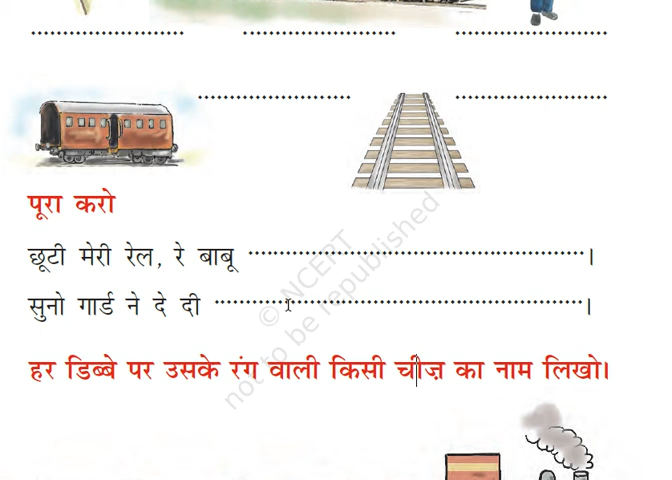 पूरा करो
छूटी मेरी रेल, रे बाबू ....................................................।
सुनो गार्ड ने दे दी ....................................................।
हर डिब्बे पर उसके रंग वाली किसी चीज़ का नाम लिखो।
© NCERT
not to be republished